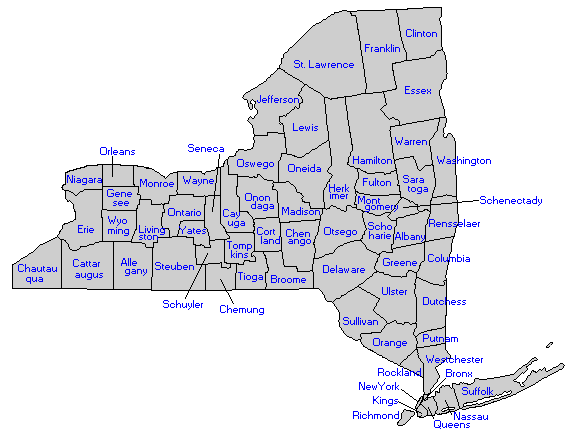 Clinton
Franklin
St. Lawrence
Essex
Jefferson
Lewis
Warren
Washington
Orleans
Seneca
Oswego
Oneida
Hamilton
Niagara
Monroe
Wayne
Herk
imer
Fulton
Sara
toga
Gene
see
Onon
daga
Madison
Mont
gomery
Schenectady
Erie
Wyo
ming
Living
ston
Ontario
Yates
Cay
uga
Cort
land
Chen
ango
Otsego
Scho
harie
Albany
Rensselaer
Chautau
qua
Cattar
augus
Alle
gany
Steuben
Tomp
kins
Tioga
Broome
Delaware
Greene
Columbia
Schuyler
Chemung
Ulster
Dutchess
Sullivan
Orange
Putnam
Westchester
Rockland
Bronx
NewYork
Kings
Richmond
Suffolk
Nassau
Queens